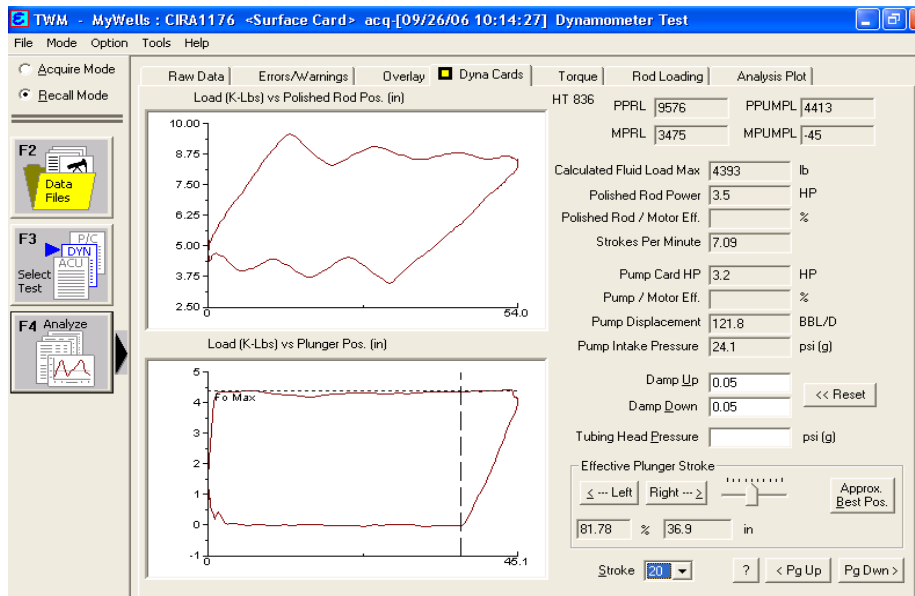 TWM - MyWells : CIRA1176 <Surface Card> acq-[09/26/06 10:14:27] Dynamometer Test
File Mode Option Tools Help
Acquire Mode
Recall Mode
F2
Data
Files
F3
P/C
DYN
ACU
Select
Test
F4 Analyze
Raw Data Errors/Warnings Overlay Dyna Cards Torque Rod Loading Analysis Plot
Load (K-Lbs) vs Polished Rod Pos. (in)
10.00
8.75
7.50
6.25
5.00
3.75
2.50
0 54.0
Load (K-Lbs) vs Plunger Pos. (in)
5
Fo Max
4
3
2
1
0
-1
0 45.1
HT 836 PPRL 9576 PPUMPL 4413
MPRL 3475 MPUMPL -45
Calculated Fluid Load Max 4393 lb
Polished Rod Power 3.5 HP
Polished Rod / Motor Eff. %
Strokes Per Minute 7.09
Pump Card HP 3.2 HP
Pump / Motor Eff. %
Pump Displacement 121.8 BBL/D
Pump Intake Pressure 24.1 psi (g)
Damp Up 0.05
Damp Down 0.05
<< Reset
Tubing Head Pressure psi (g)
Effective Plunger Stroke
< --- Left Right --- > Approx.
Best Pos.
81.78 % 36.9 in
Stroke 20 ? < Pg Up Pg Dwn >